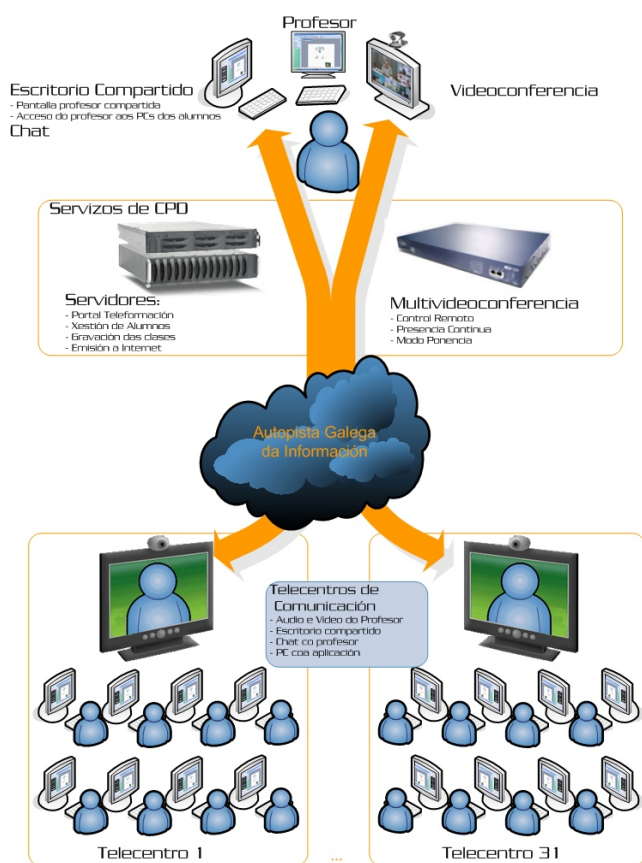 Profesor
Escritorio Compartido
- Pantalla profesor compartida
- Acceso do profesor aos PCs dos alumnos
Chat
Videoconferencia
Servizos de CPD
Servidores:
- Portal Teleformación
- Xestión de Alumnos
- Gravación das clases
- Emisión a Internet
Multivideoconferencia
- Control Remoto
- Presencia Continua
- Modo Ponencia
Autopista Galega
da Información
Telecentros de
Comunicación
- Audio e Video do Profesor
- Escritorio compartido
- Chat co profesor
- PC coa aplicación
Telecentro 1
...
Telecentro 31